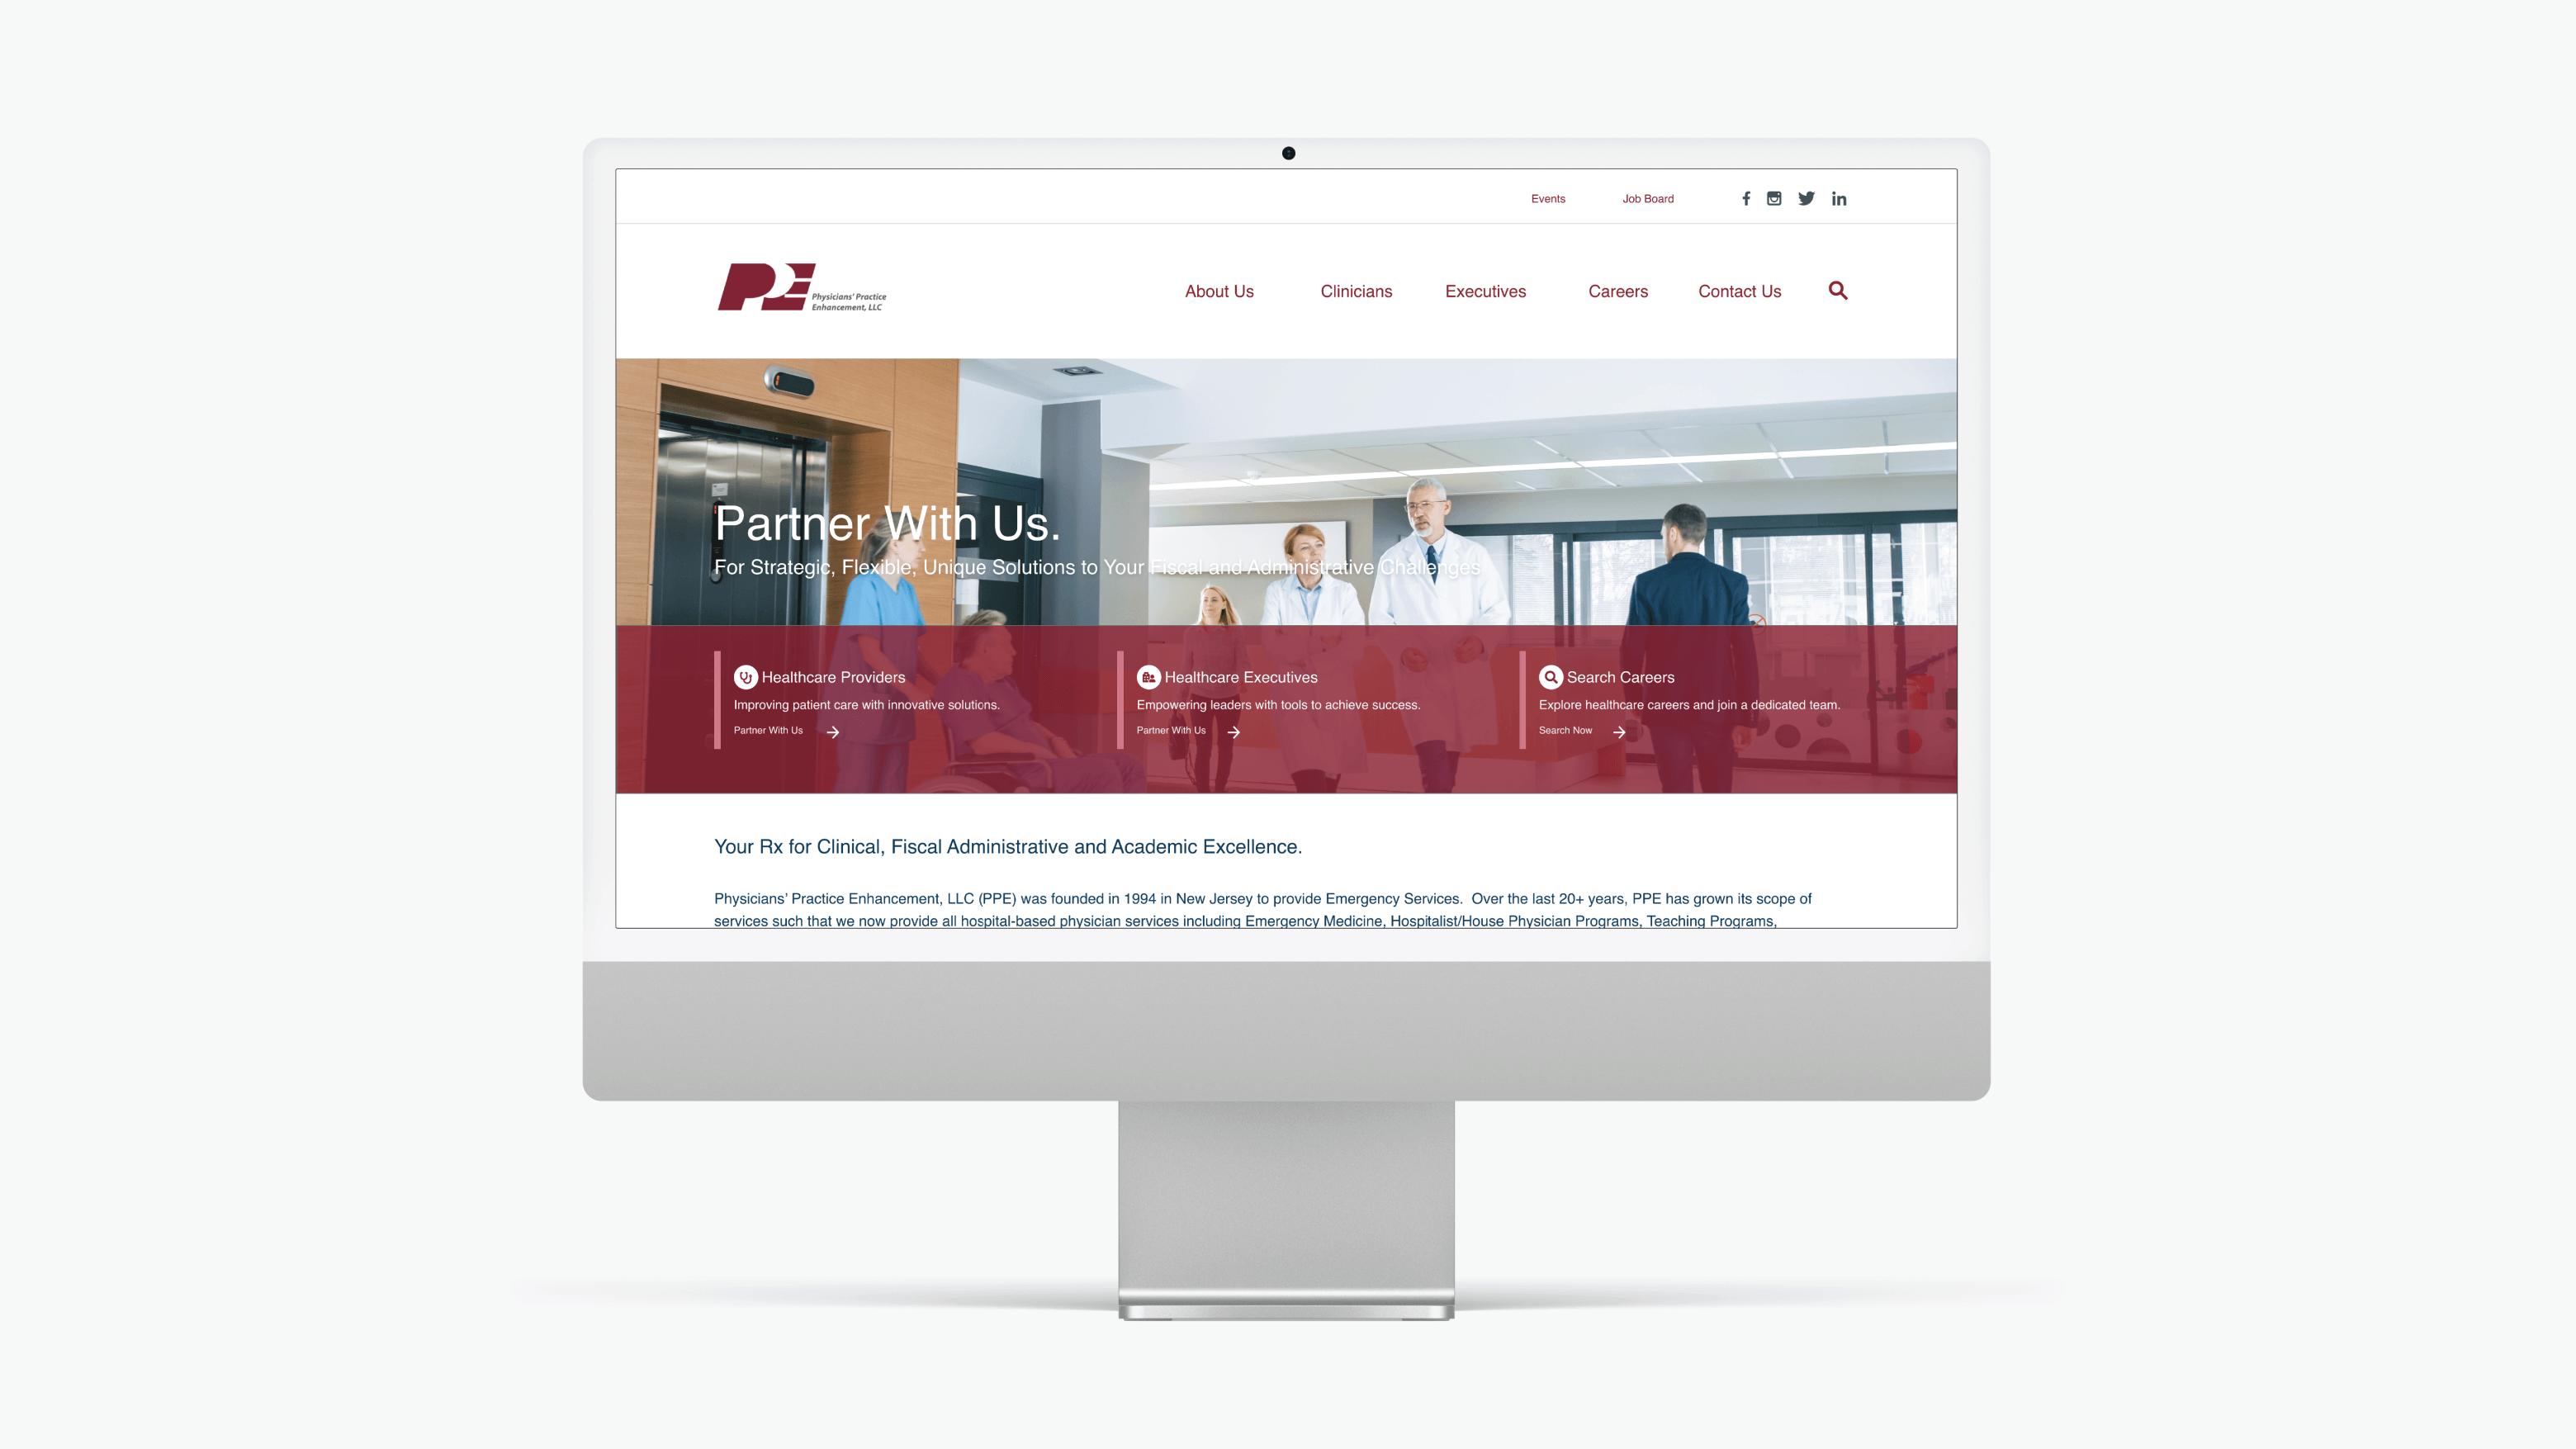 Events Job Board
PE Physicians' Practice
Enhancement, LLC
About Us Clinicians Executives Careers Contact Us
Partner With Us.
For Strategic, Flexible, Unique Solutions to Your Fiscal and Administrative Challenges
Healthcare Providers
Improving patient care with innovative solutions.
Partner With Us
Healthcare Executives
Empowering leaders with tools to achieve success.
Partner With Us
Search Careers
Explore healthcare careers and join a dedicated team.
Search Now
Your Rx for Clinical, Fiscal Administrative and Academic Excellence.
Physicians' Practice Enhancement, LLC (PPE) was founded in 1994 in New Jersey to provide Emergency Services. Over the last 20+ years, PPE has grown its scope of
services such that we now provide all hospital-based physician services including Emergency Medicine, Hospitalist/House Physician Programs, Teaching Programs,